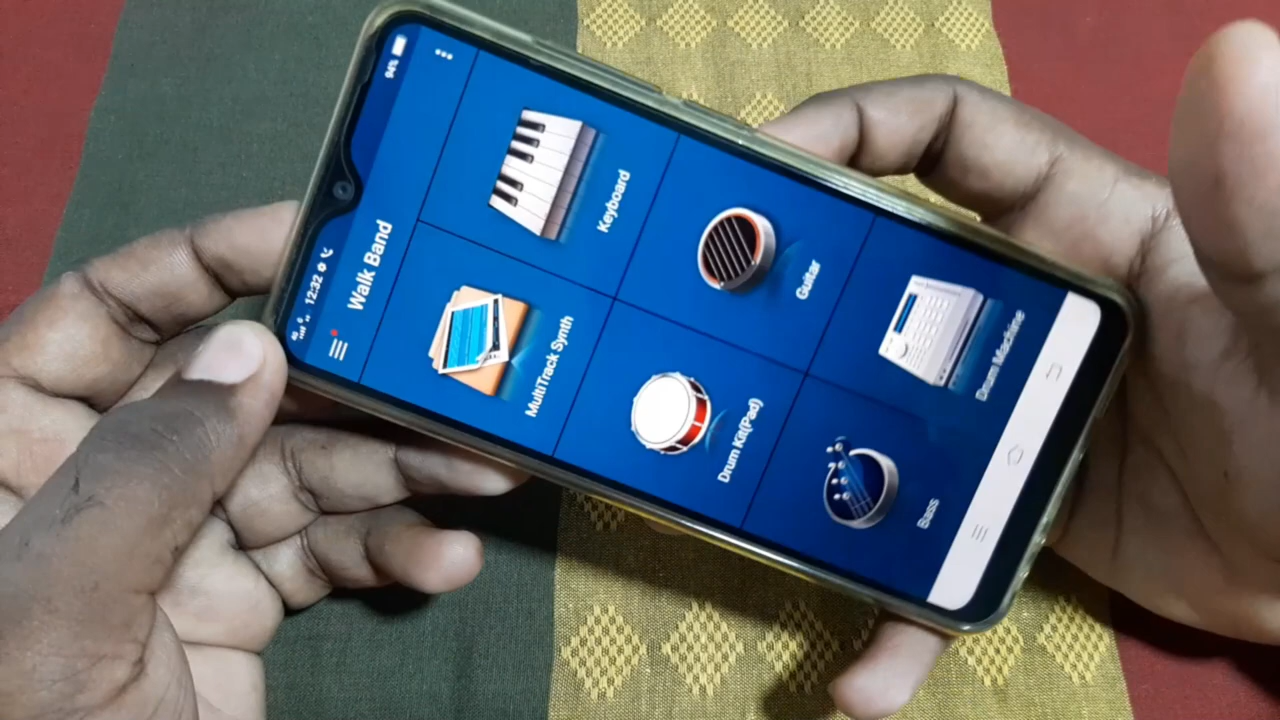 12:32
94%
Walk Band
MultiTrack Synth
Keyboard
Drum Kit(Pad)
Guitar
Bass
Drum Machine